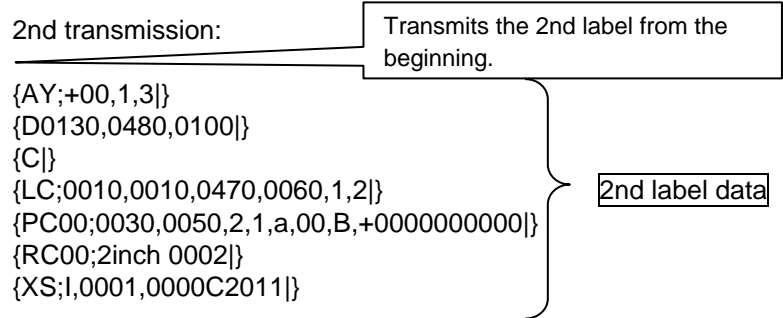 2nd transmission:
Transmits the 2nd label from the
beginning.
{AY;+00,1,3|}
{D0130,0480,0100|}
{C|}
{LC;0010,0010,0470,0060,1,2|}
{PC00;0030,0050,2,1,a,00,B,+0000000000|}
{RC00;2inch 0002|}
{XS;I,0001,0000C2011|}
2nd label data